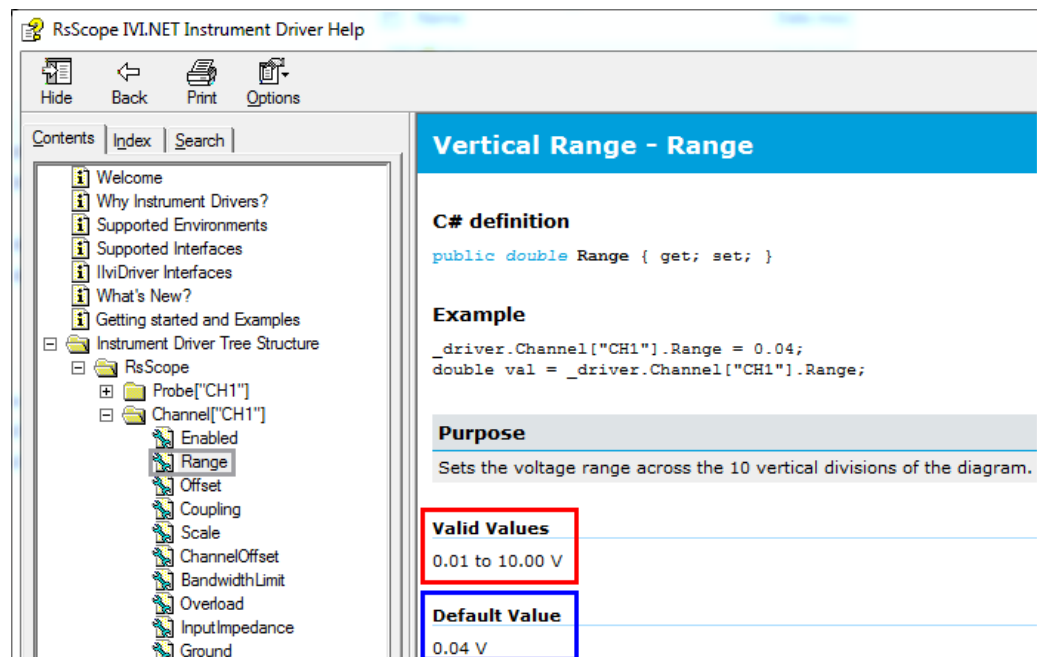 RsScope IVI.NET Instrument Driver Help
Hide Back Print Options
Contents Index Search
Welcome
Why Instrument Drivers?
Supported Environments
Supported Interfaces
IIviDriver Interfaces
What's New?
Getting started and Examples
Instrument Driver Tree Structure
RsScope
Probe["CH1"]
Channel["CH1"]
Enabled
Range
Offset
Coupling
Scale
ChannelOffset
BandwidthLimit
Overload
InputImpedance
Ground
Vertical Range - Range
C# definition
public double Range { get; set; }
Example
_driver.Channel["CH1"].Range = 0.04;
double val = _driver.Channel["CH1"].Range;
Purpose
Sets the voltage range across the 10 vertical divisions of the diagram.
Valid Values
0.01 to 10.00 V
Default Value
0.04 V